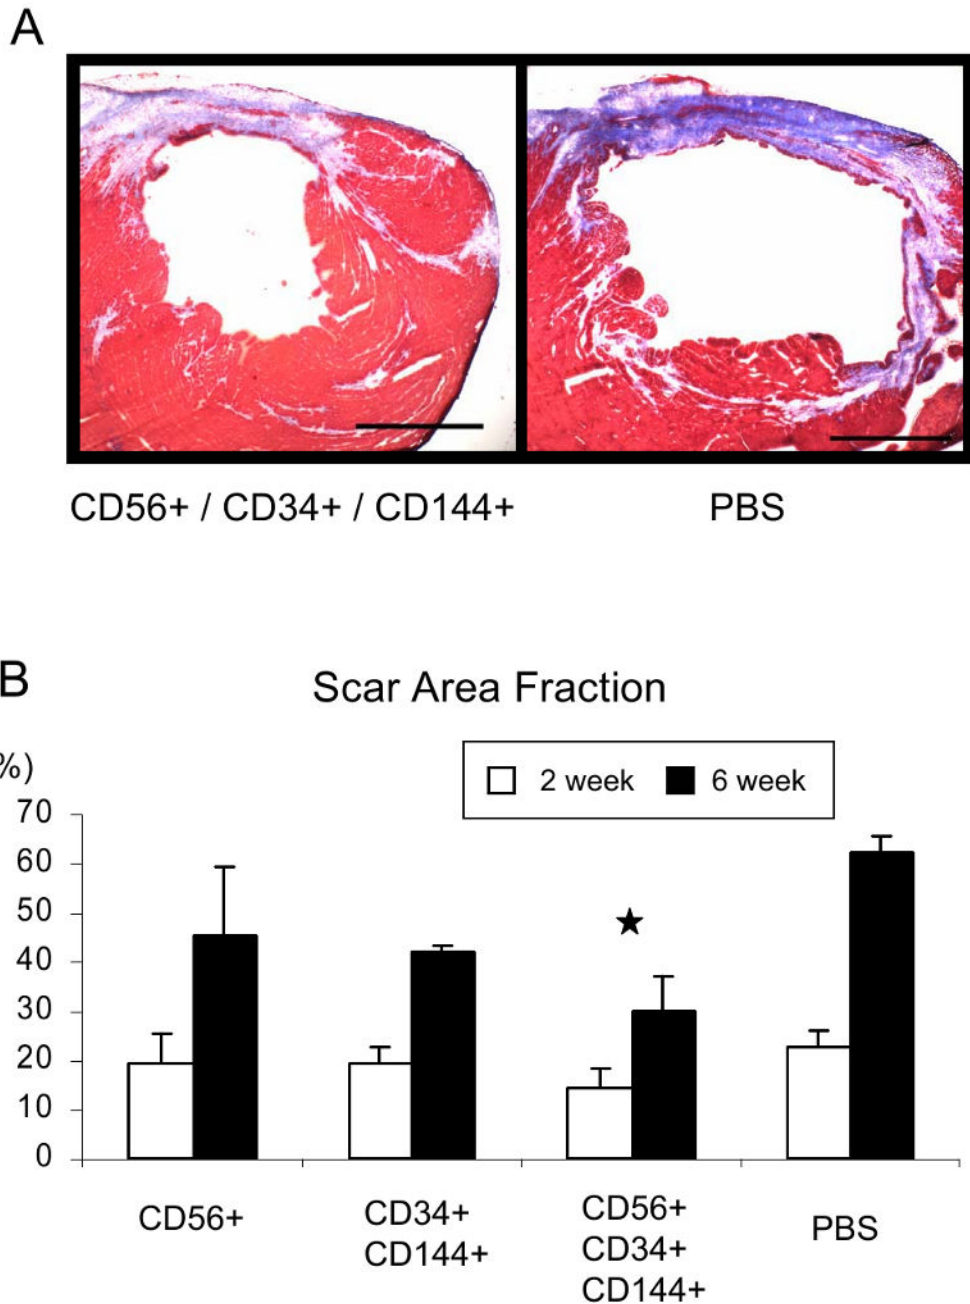 A
CD56+ / CD34+ / CD144+
PBS
B
Scar Area Fraction
%)
2 week
6 week
70
60
50
40
30
20
10
0
CD56+
CD34+
CD144+
CD56+
CD34+
CD144+
PBS